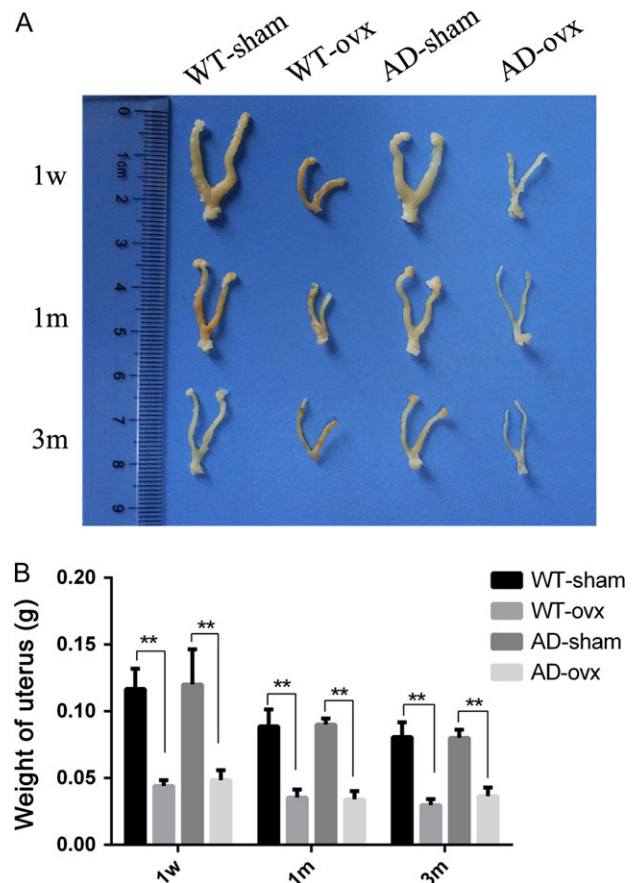 A
WT-sham WT-ovx AD-sham AD-ovx
0
1cm
2
3
4
5
6
7
8
9
1w
1m
3m
B
Weight of uterus (g)
0.20
0.15
0.10
0.05
0.00
** ** ** ** ** **
WT-sham
WT-ovx
AD-sham
AD-ovx
1w 1m 3m